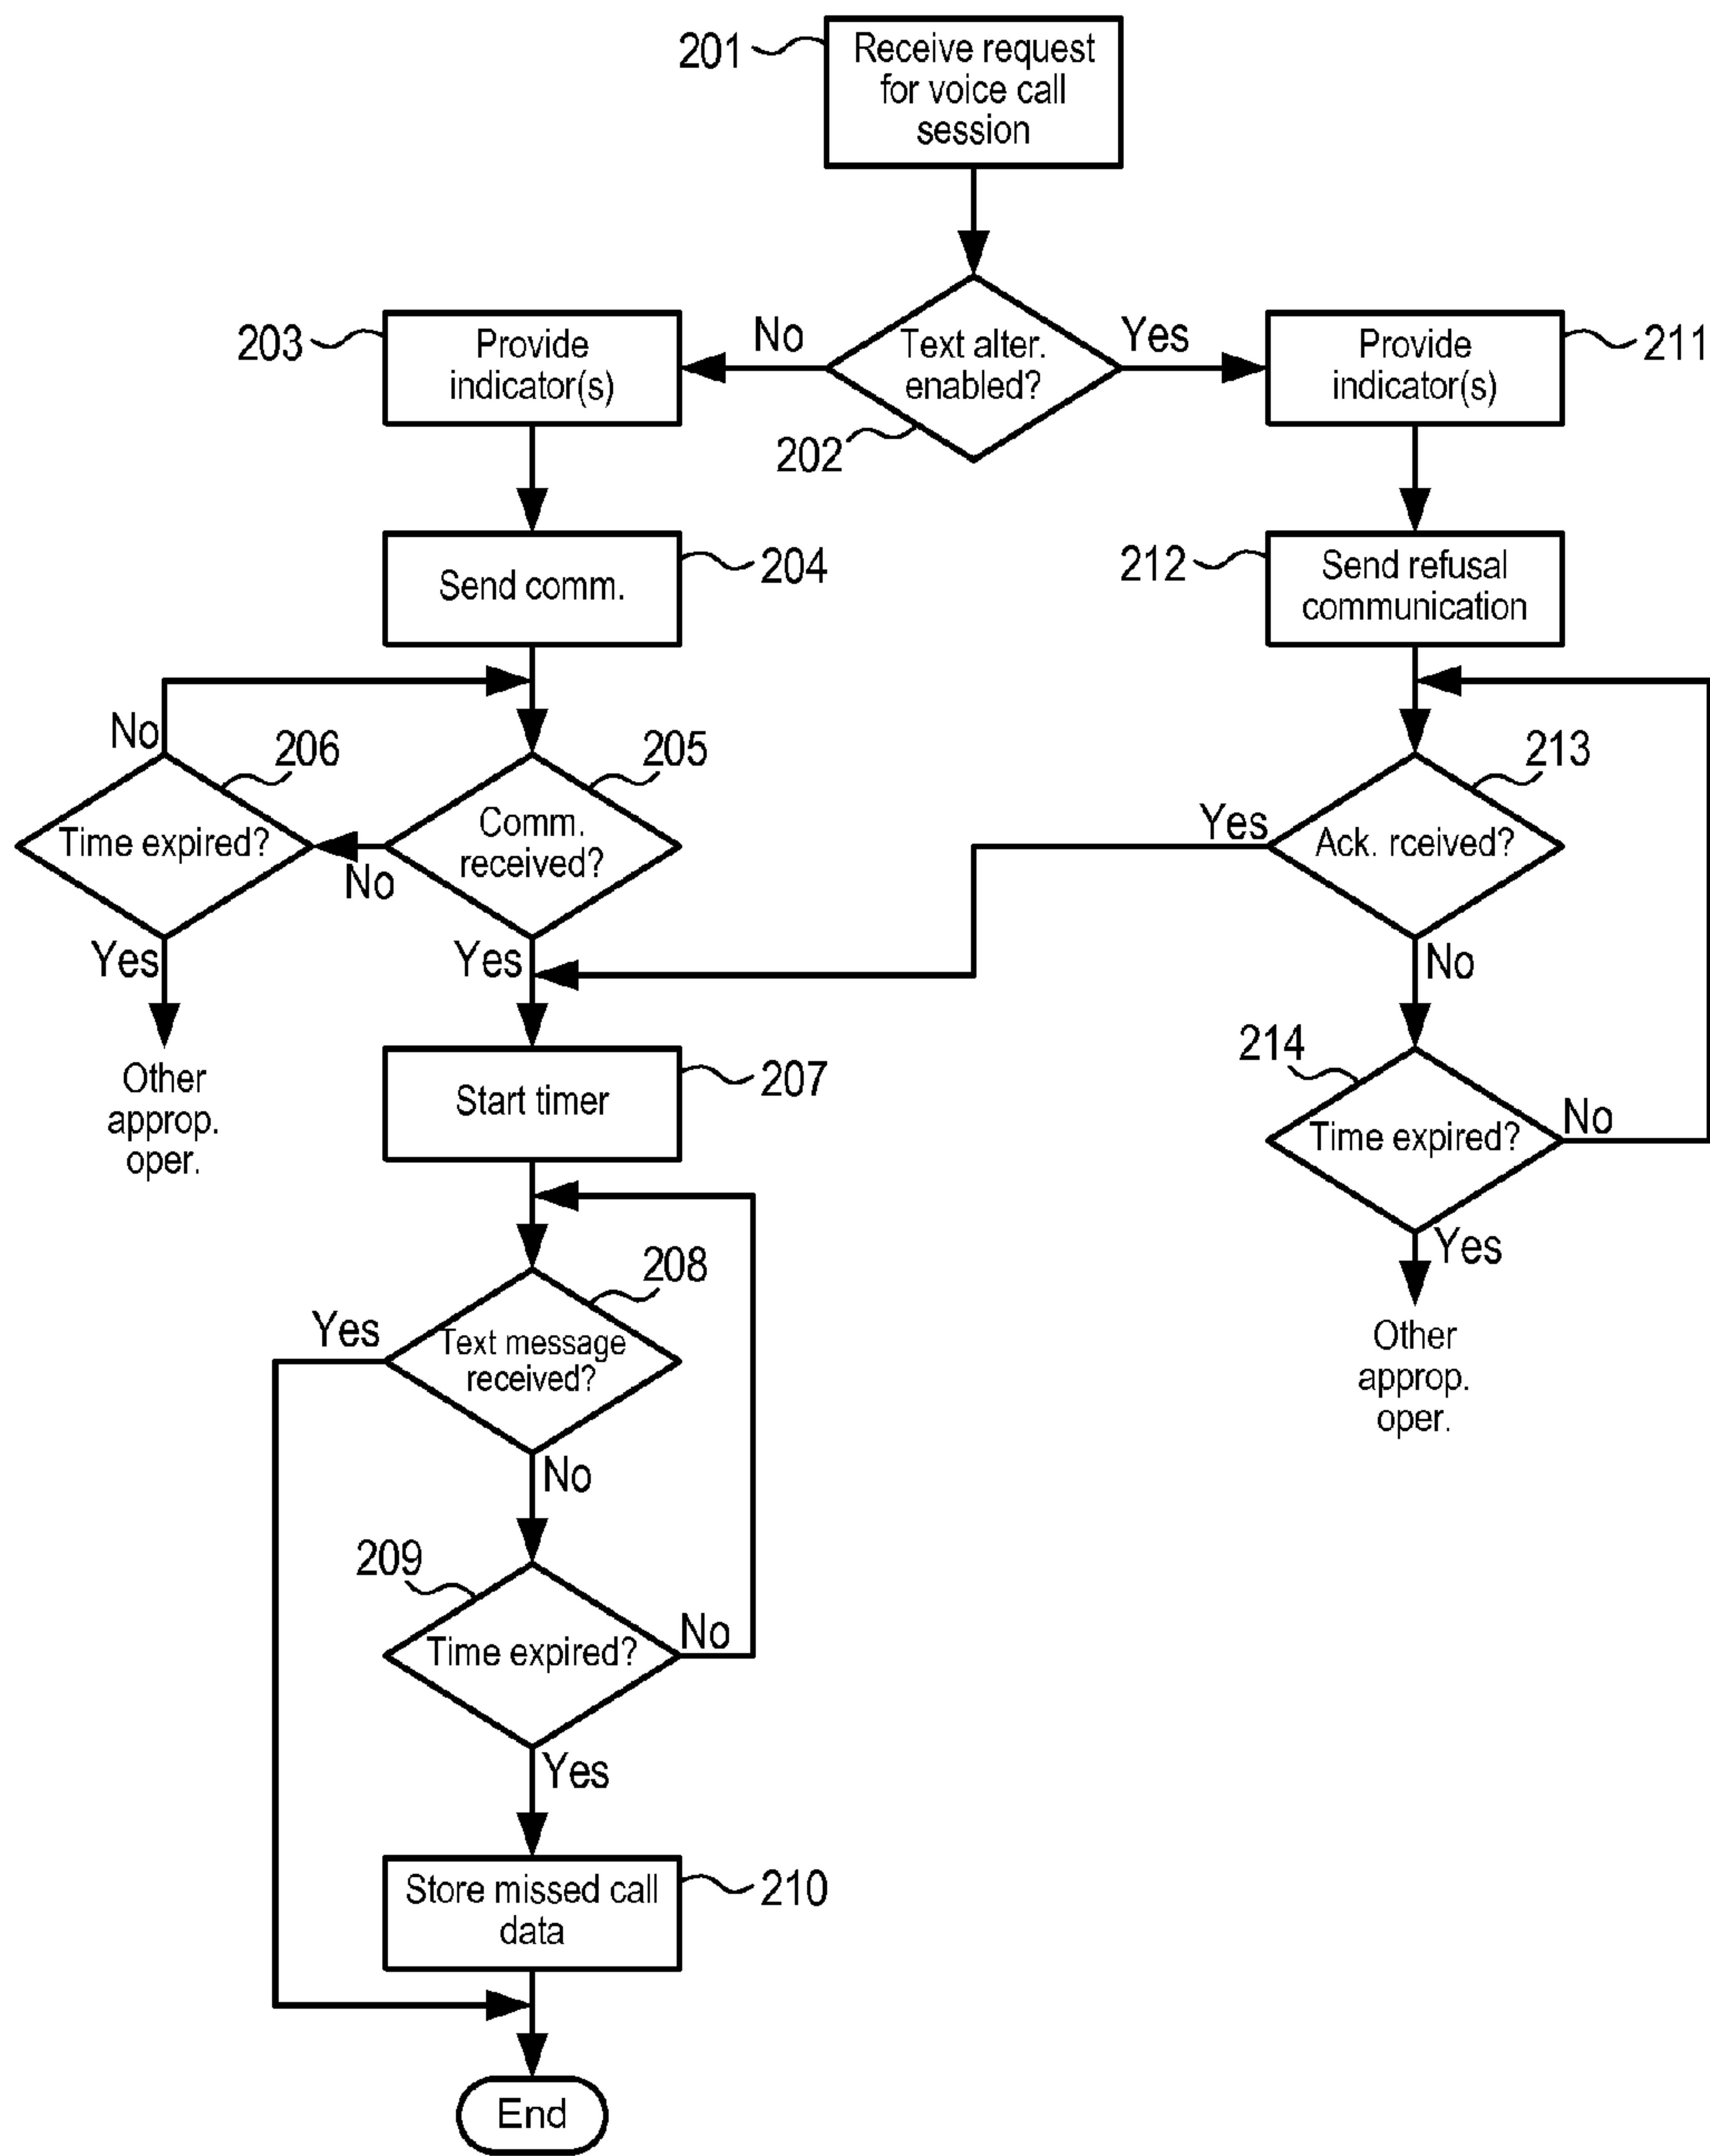 201
Receive request
for voice call
session
203
Provide
indicator(s)
No
Text alter.
enabled?
202
Yes
Provide
indicator(s)
211
Send comm.
204
212
Send refusal
communication
No
206
205
213
Time expired?
No
Comm.
received?
Yes
Ack. rceived?
Yes
Yes
No
Other
approp.
oper.
Start timer
207
214
Time expired?
No
Yes
Other
approp.
oper.
208
Yes
Text message
received?
No
209
Time expired?
No
Yes
Store missed call
data
210
End